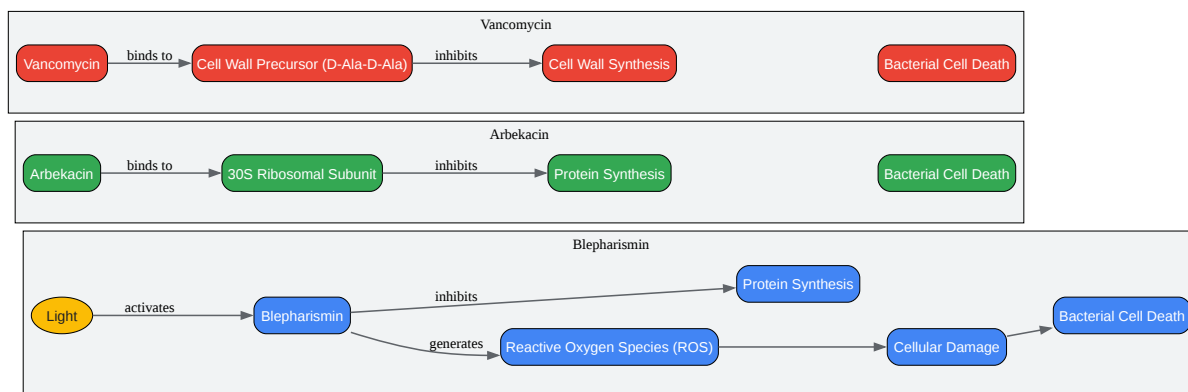 Vancomycin
Vancomycin
binds to
Cell Wall Precursor (D-Ala-D-Ala)
inhibits
Cell Wall Synthesis
Bacterial Cell Death
Arbekacin
Arbekacin
binds to
30S Ribosomal Subunit
inhibits
Protein Synthesis
Bacterial Cell Death
Blepharismin
Light
activates
Blepharismin
inhibits
Protein Synthesis
generates
Reactive Oxygen Species (ROS)
Cellular Damage
Bacterial Cell Death